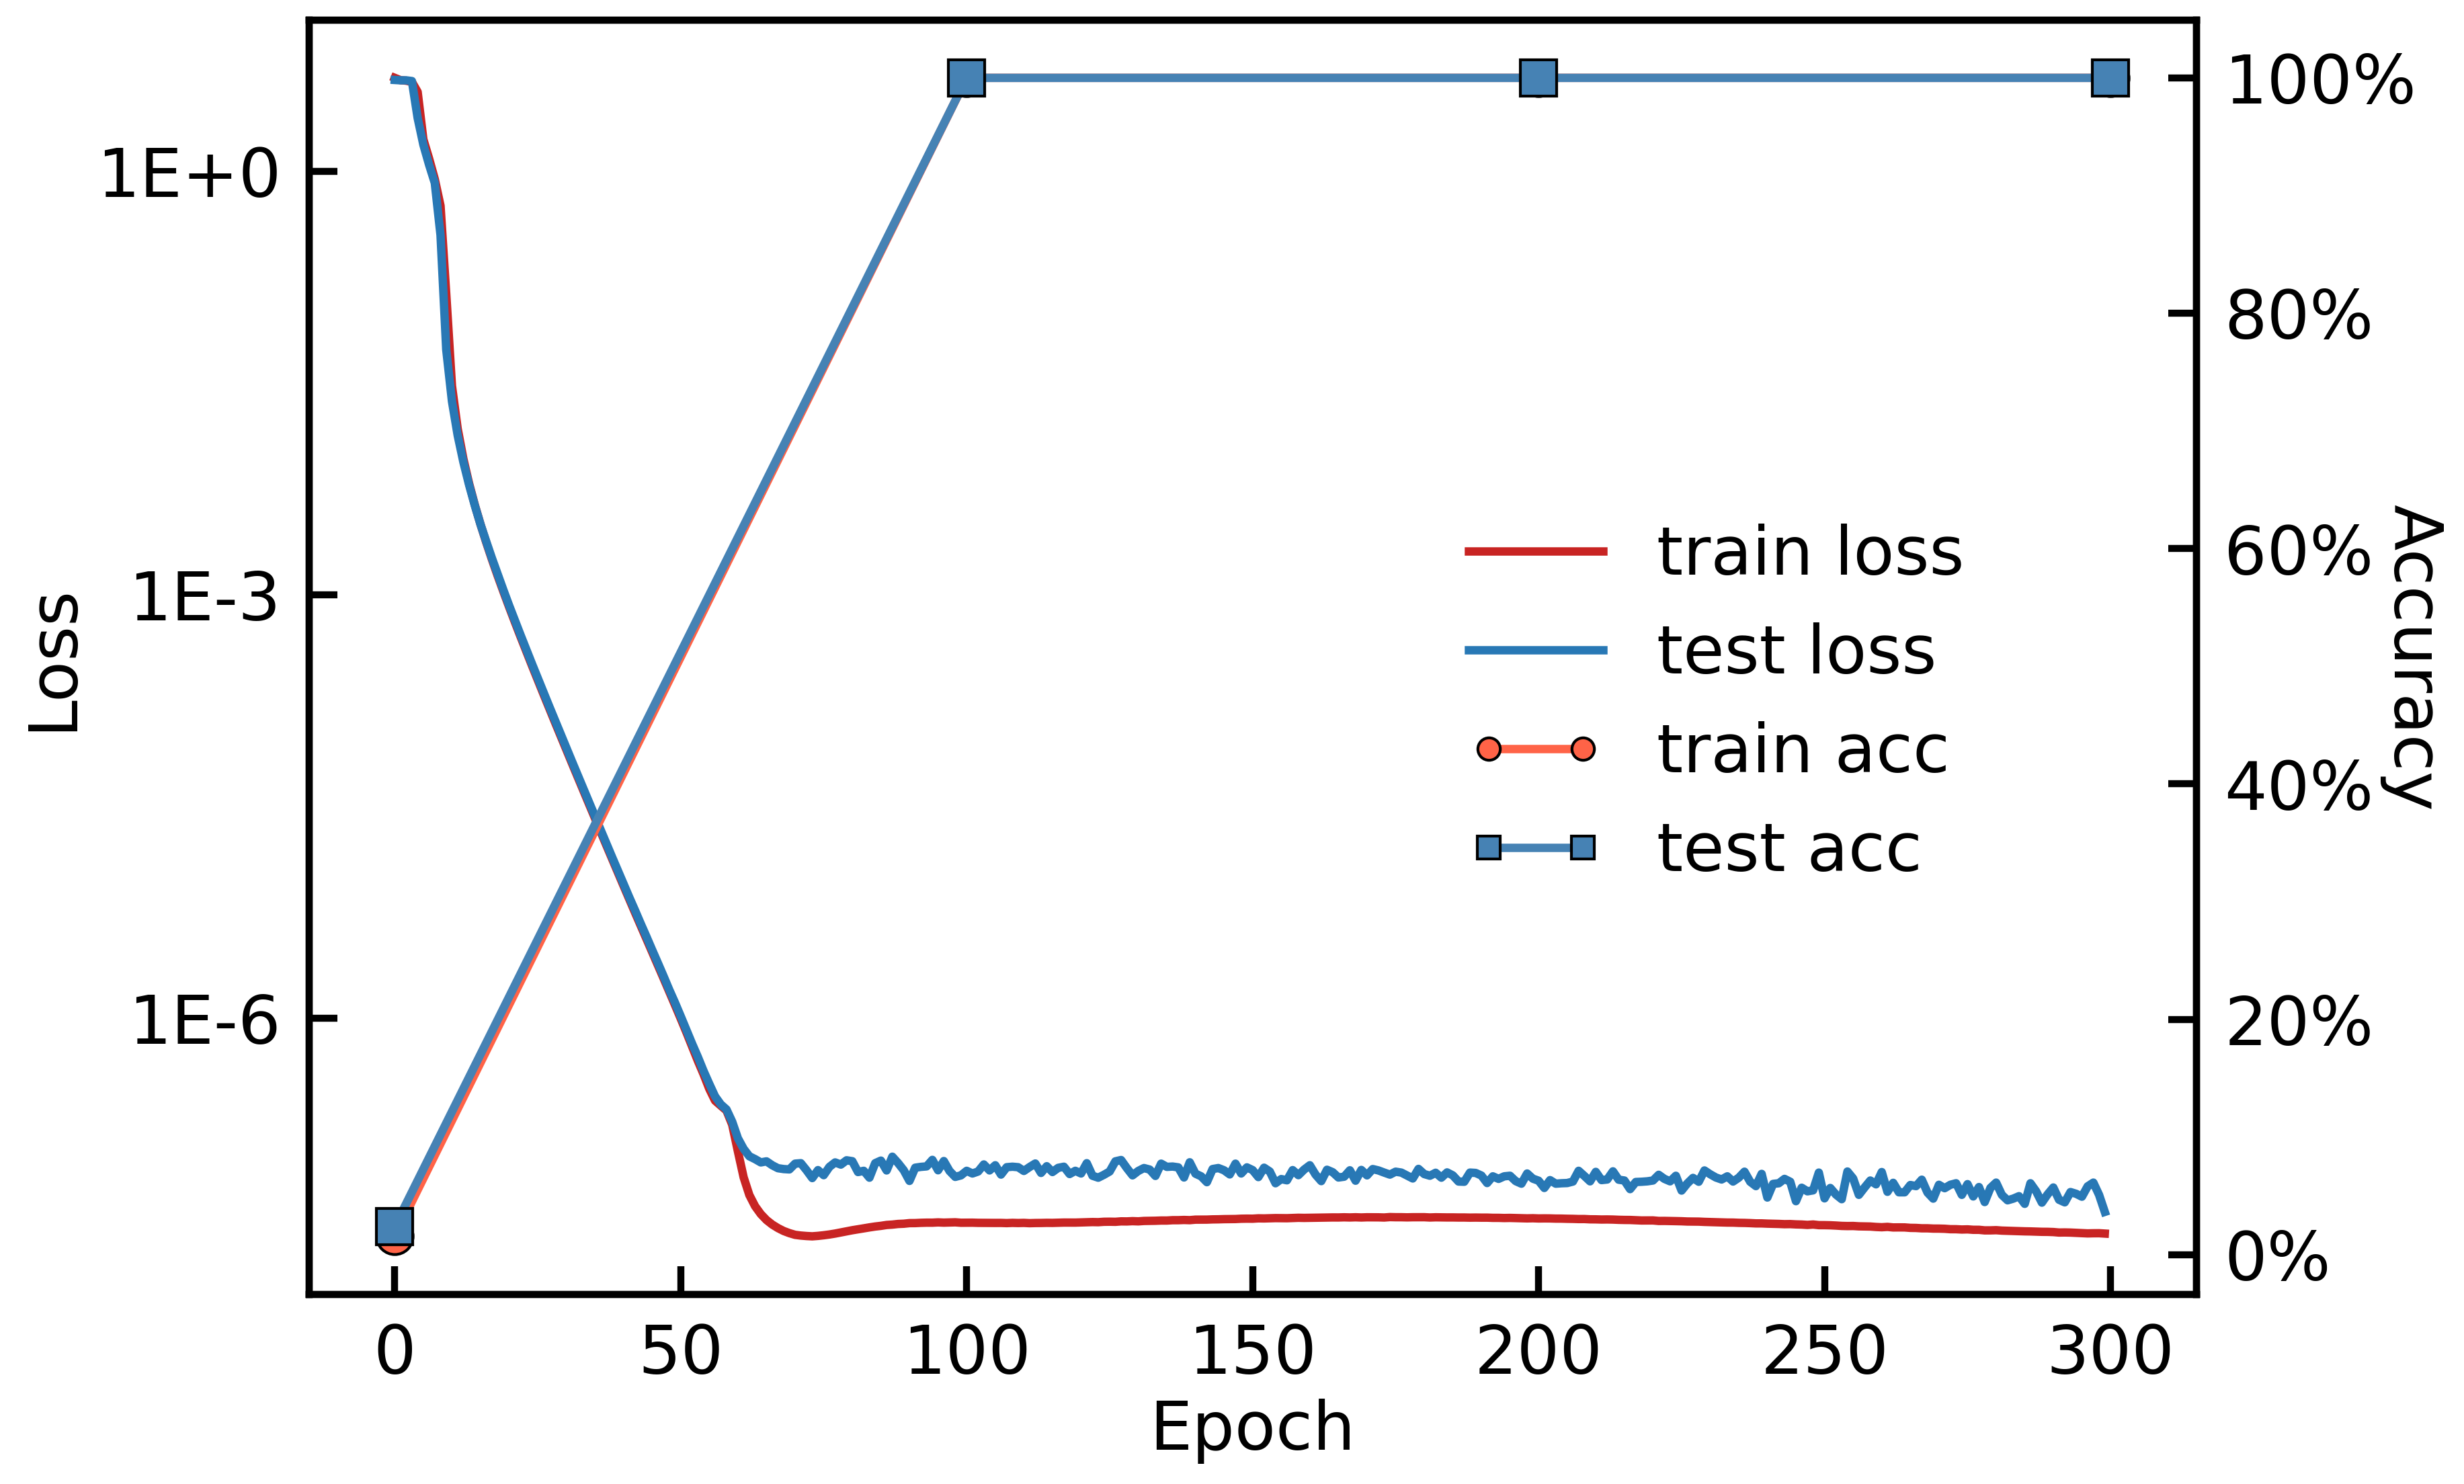 1E+0
1E-3
1E-6
Loss
100%
80%
60%
40%
20%
0%
Accuracy
train loss
test loss
train acc
test acc
0 50 100 150 200 250 300
Epoch